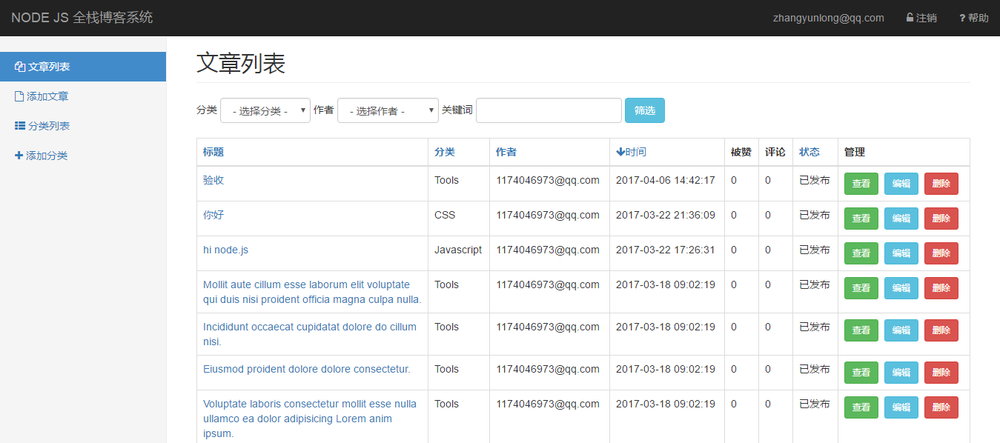 NODE JS 全栈博客系统 zhangyunlong@qq.com 注销 ? 帮助
文章列表
添加文章
分类列表
添加分类
文章列表
分类 - 选择分类 - 作者 - 选择作者 - 关键词 筛选
标题 分类 作者 时间 被赞 评论 状态 管理
验收 Tools 1174046973@qq.com 2017-04-06 14:42:17 0 0 已发布 查看 编辑 删除
你好 CSS 1174046973@qq.com 2017-03-22 21:36:09 0 0 已发布 查看 编辑 删除
hi node.js Javascript 1174046973@qq.com 2017-03-22 17:26:31 0 0 已发布 查看 编辑 删除
Mollit aute cillum esse laborum elit voluptate Tools 1174046973@qq.com 2017-03-18 09:02:19 0 0 已发布 查看 编辑 删除
qui duis nisi proident officia magna culpa nulla.
Incididunt occaecat cupidatat dolore do cillum Tools 1174046973@qq.com 2017-03-18 09:02:19 0 0 已发布 查看 编辑 删除
nisi.
Eiusmod proident dolore dolore consectetur. Tools 1174046973@qq.com 2017-03-18 09:02:19 0 0 已发布 查看 编辑 删除
Voluptate laboris consectetur mollit esse nulla Tools 1174046973@qq.com 2017-03-18 09:02:19 0 0 已发布 查看 编辑 删除
ullamco ea dolor adipisicing Lorem anim
ipsum.